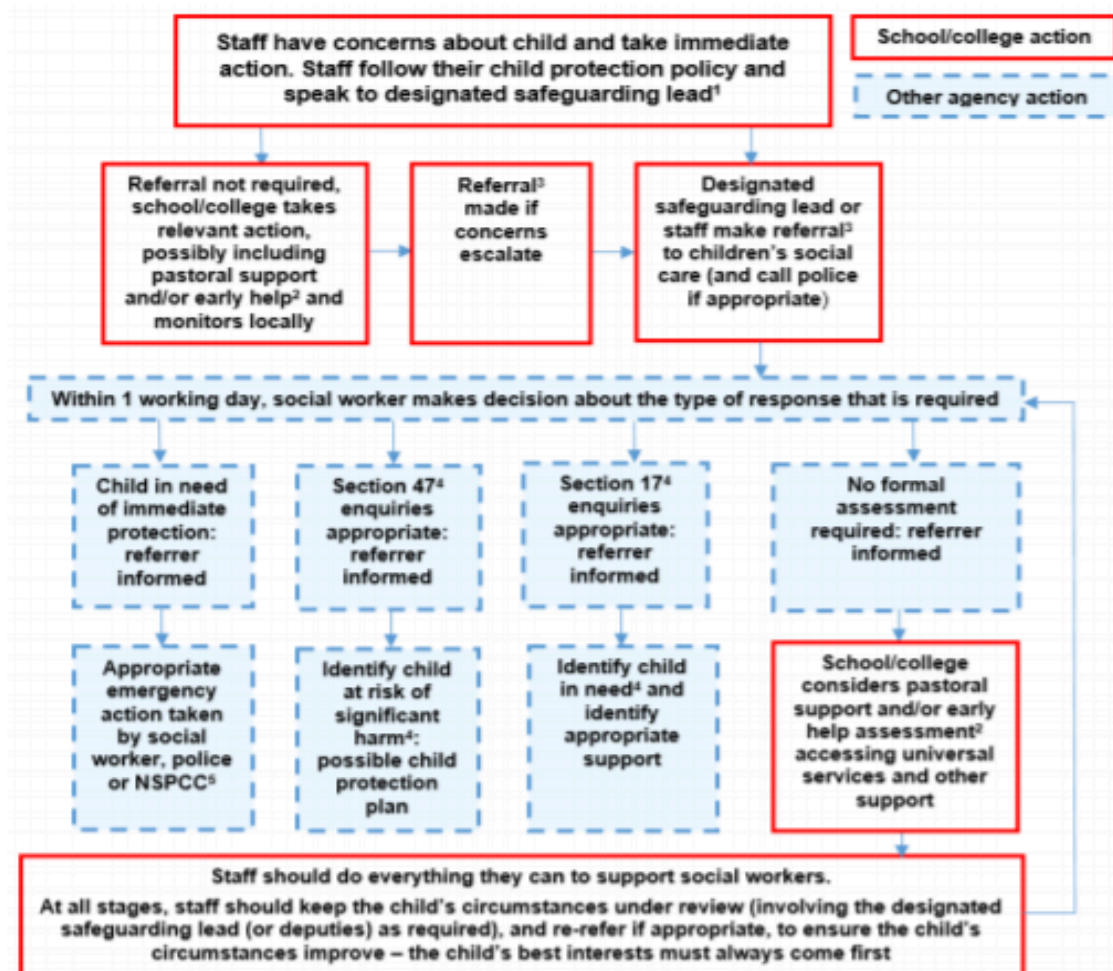 Staff have concerns about child and take immediate
action. Staff follow their child protection policy and
speak to designated safeguarding lead¹
School/college action
Other agency action
Referral not required,
school/college takes
relevant action,
possibly including
pastoral support
and/or early help² and
monitors locally
Referral³
made if
concerns
escalate
Designated
safeguarding lead or
staff make referral³
to children's social
care (and call police
if appropriate)
Within 1 working day, social worker makes decision about the type of response that is required
Child in need
of immediate
protection:
referrer
informed
Section 47⁴
enquiries
appropriate:
referrer
informed
Section 17⁴
enquiries
appropriate:
referrer
informed
No formal
assessment
required: referrer
informed
Appropriate
emergency
action taken
by social
worker, police
or NSPCC⁵
Identify child
at risk of
significant
harm⁴:
possible child
protection
plan
Identify child
in need⁴ and
identify
appropriate
support
School/college
considers pastoral
support and/or early
help assessment²
accessing universal
services and other
support
Staff should do everything they can to support social workers.
At all stages, staff should keep the child's circumstances under review (involving the designated
safeguarding lead (or deputies) as required), and re-refer if appropriate, to ensure the child's
circumstances improve – the child's best interests must always come first